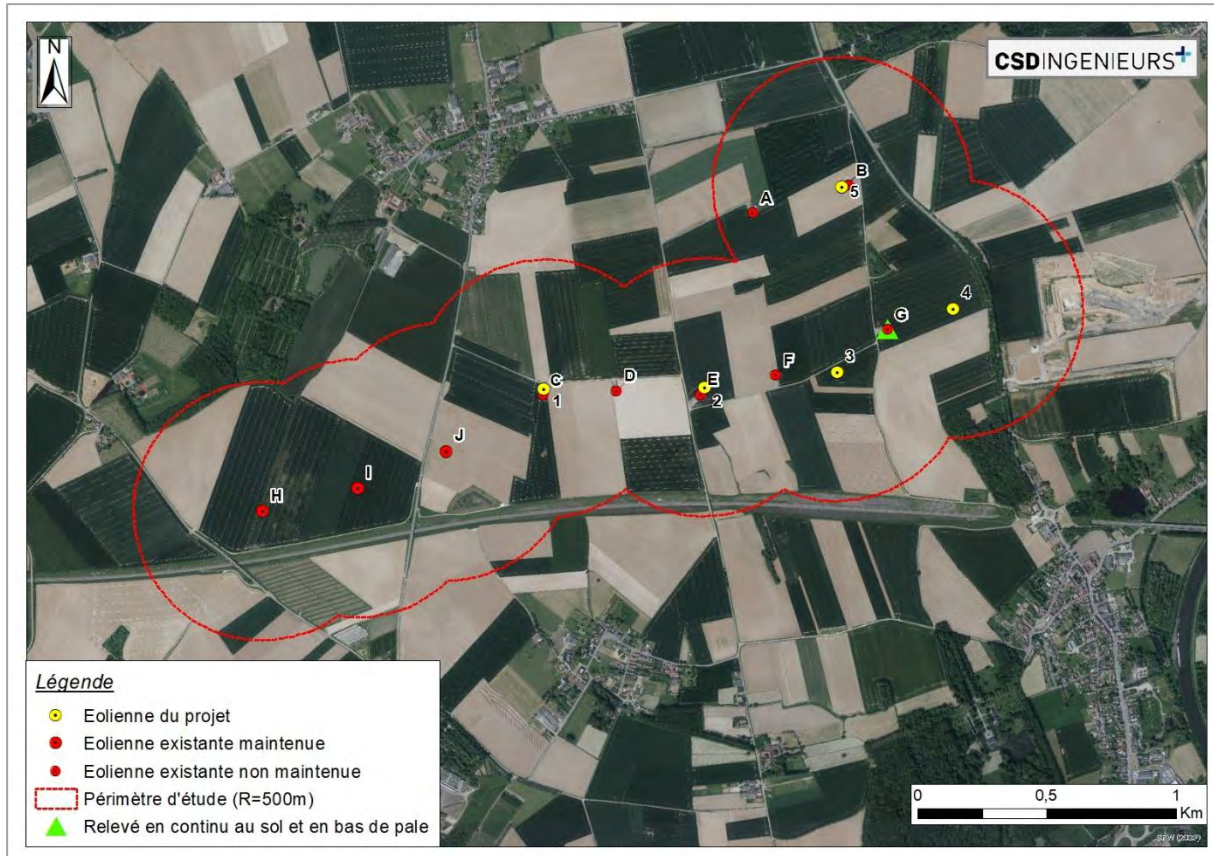 N
CSDINGENIEURS+
B
5
A
4
G
F
3
C
1
D
E
2
J
I
H
Légende
Eolienne du projet
Eolienne existante maintenue
Eolienne existante non maintenue
Périmètre d'étude (R=500m)
Relevé en continu au sol et en bas de pale
0 0,5 1
Km